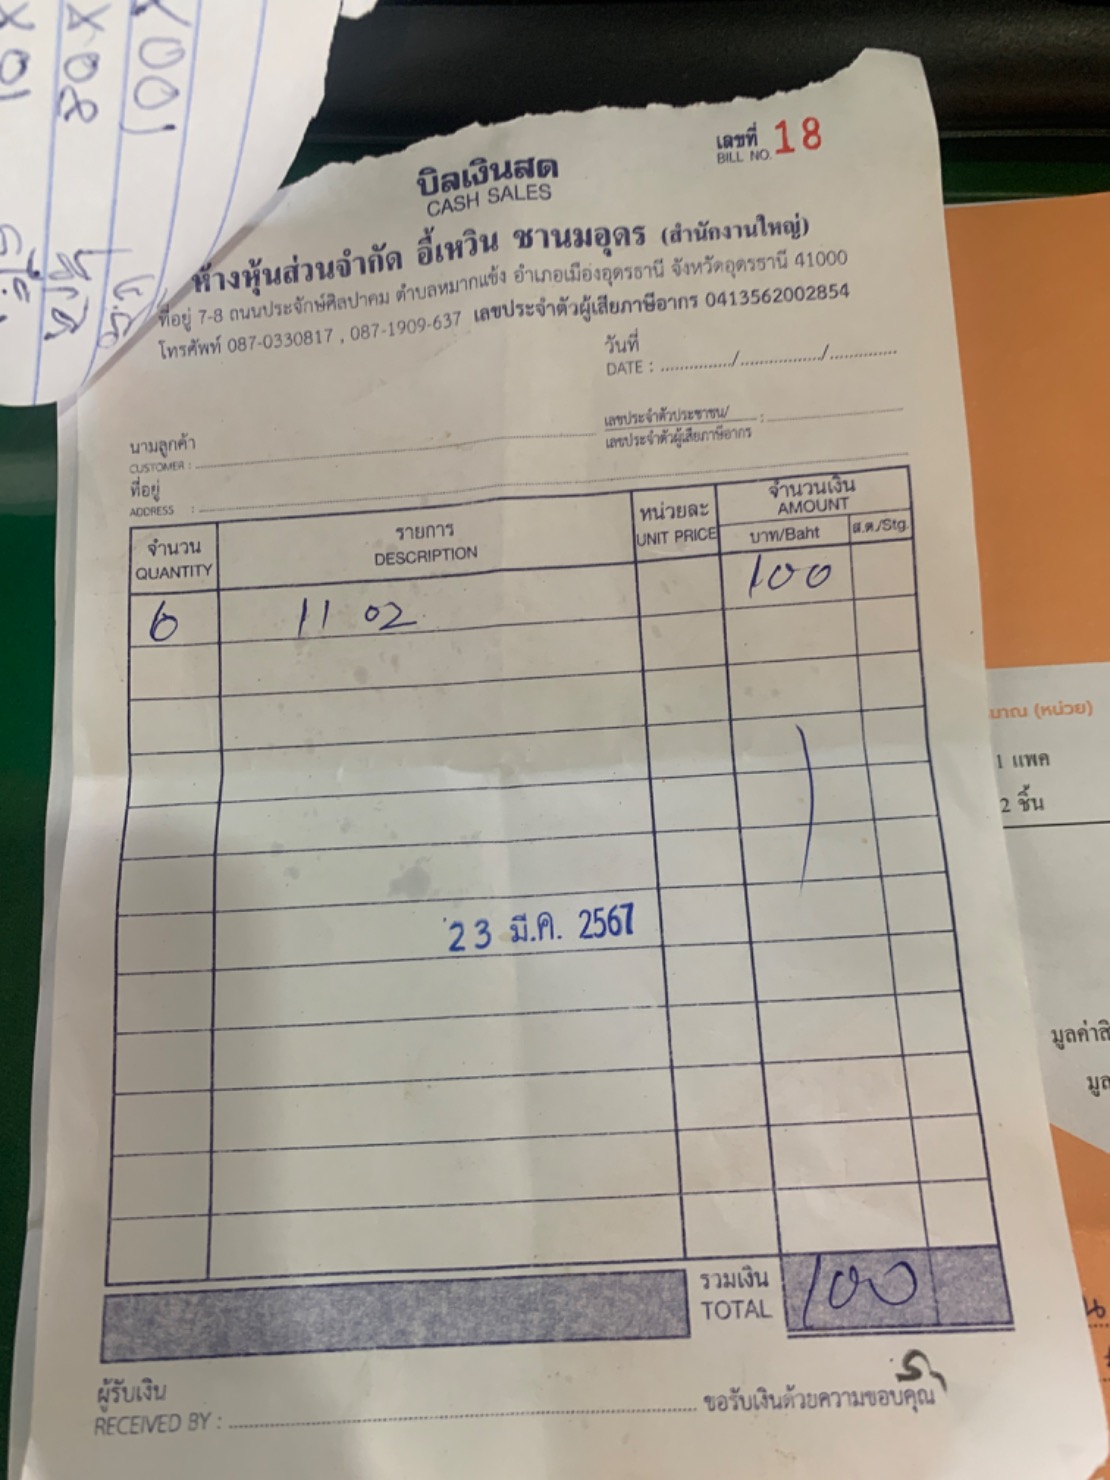 เลขที่
BILL NO. 18
บิลเงินสด
CASH SALES
ห้างหุ้นส่วนจำกัด อี้เหวิน ชานมอุดร (สำนักงานใหญ่)
ที่อยู่ 7-8 ถนนประจักษ์ศิลปาคม ตำบลหมากแข้ง อำเภอเมืองอุดรธานี จังหวัดอุดรธานี 41000
โทรศัพท์ 087-0330817 , 087-1909-637 เลขประจำตัวผู้เสียภาษีอากร 0413562002854
วันที่
DATE : ............../................./..............
นามลูกค้า
CUSTOMER :
เลขประจำตัวประชาชน/
เลขประจำตัวผู้เสียภาษีอากร :
ที่อยู่
ADDRESS :
จำนวน
QUANTITY
รายการ
DESCRIPTION
หน่วยละ
UNIT PRICE
จำนวนเงิน
AMOUNT
บาท/Baht ส.ต./Stg.
6 11 02 100
23 มี.ค. 2567
รวมเงิน
TOTAL 100
ผู้รับเงิน
RECEIVED BY :
ขอรับเงินด้วยความขอบคุณ
มาณ (หน่วย)
1 แพค
2 ชิ้น
มูลค่าสิ
มูล